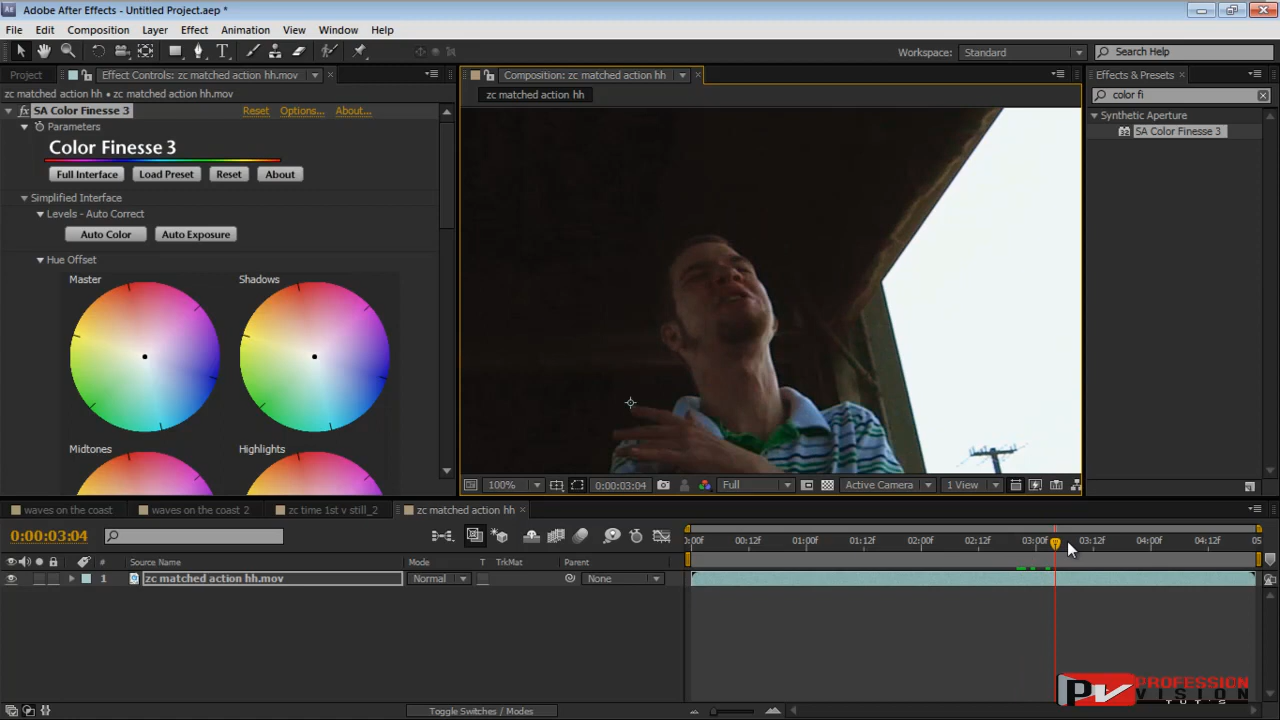 Adobe After Effects - Untitled Project.aep *
File Edit Composition Layer Effect Animation View Window Help
Workspace: Standard Search Help
Project Effect Controls: zc matched action hh.mov Composition: zc matched action hh Effects & Presets
zc matched action hh • zc matched action hh.mov
zc matched action hh
color fi
SA Color Finesse 3 Reset Options... About...
Synthetic Aperture
Parameters
SA Color Finesse 3
Color Finesse 3
Full Interface Load Preset Reset About
Simplified Interface
Levels - Auto Correct
Auto Color Auto Exposure
Hue Offset
Master Shadows
Midtones Highlights
100% 0:00:03:04 Full Active Camera 1 View
waves on the coast waves on the coast 2 zc time 1st v still_2 zc matched action hh
0:00:03:04
0:00f 00:12f 01:00f 01:12f 02:00f 02:12f 03:00f 03:12f 04:00f 04:12f 05
# Source Name Mode T TrkMat Parent
1 zc matched action hh.mov Normal None
Toggle Switches / Modes
PV PROFESSION
VISION
TUT'S